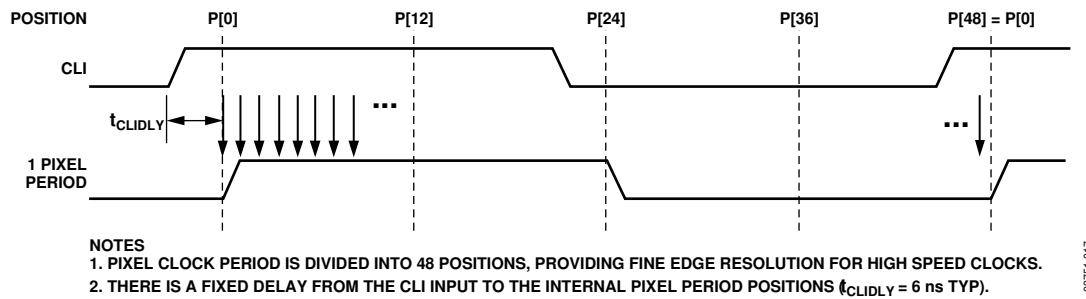 POSITION P[0] P[12] P[24] P[36] P[48] = P[0]
CLI
tCLIDLY
... ...
1 PIXEL
PERIOD
NOTES
1. PIXEL CLOCK PERIOD IS DIVIDED INTO 48 POSITIONS, PROVIDING FINE EDGE RESOLUTION FOR HIGH SPEED CLOCKS.
2. THERE IS A FIXED DELAY FROM THE CLI INPUT TO THE INTERNAL PIXEL PERIOD POSITIONS (tCLIDLY = 6 ns TYP).